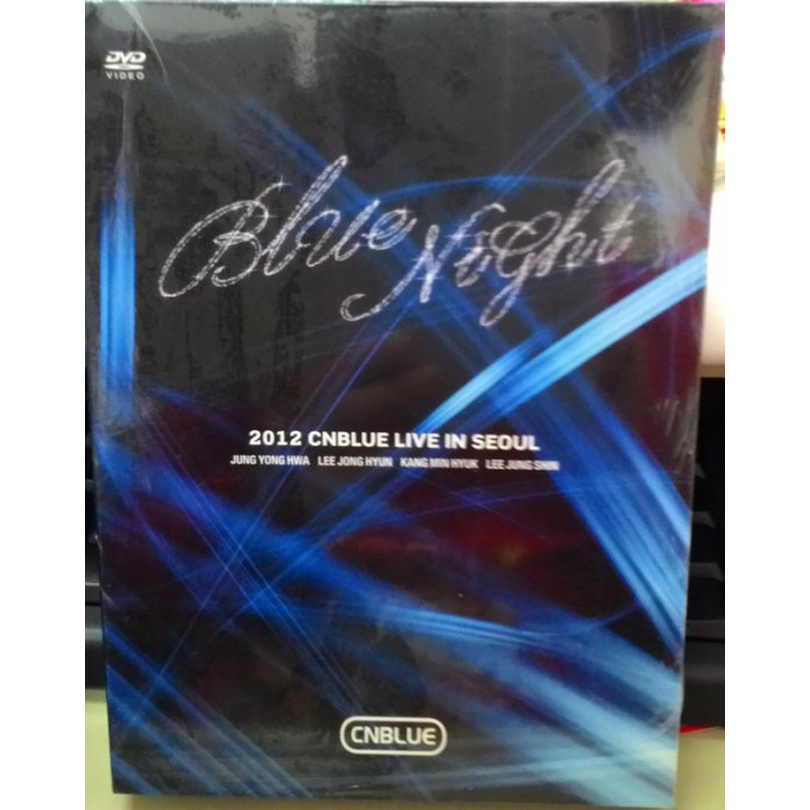 DVD
VIDEO
Blue Night
2012 CNBLUE LIVE IN SEOUL
JUNG YONG HWA LEE JONG HYUN KANG MIN HYUK LEE JUNG SHIN
CNBLUE